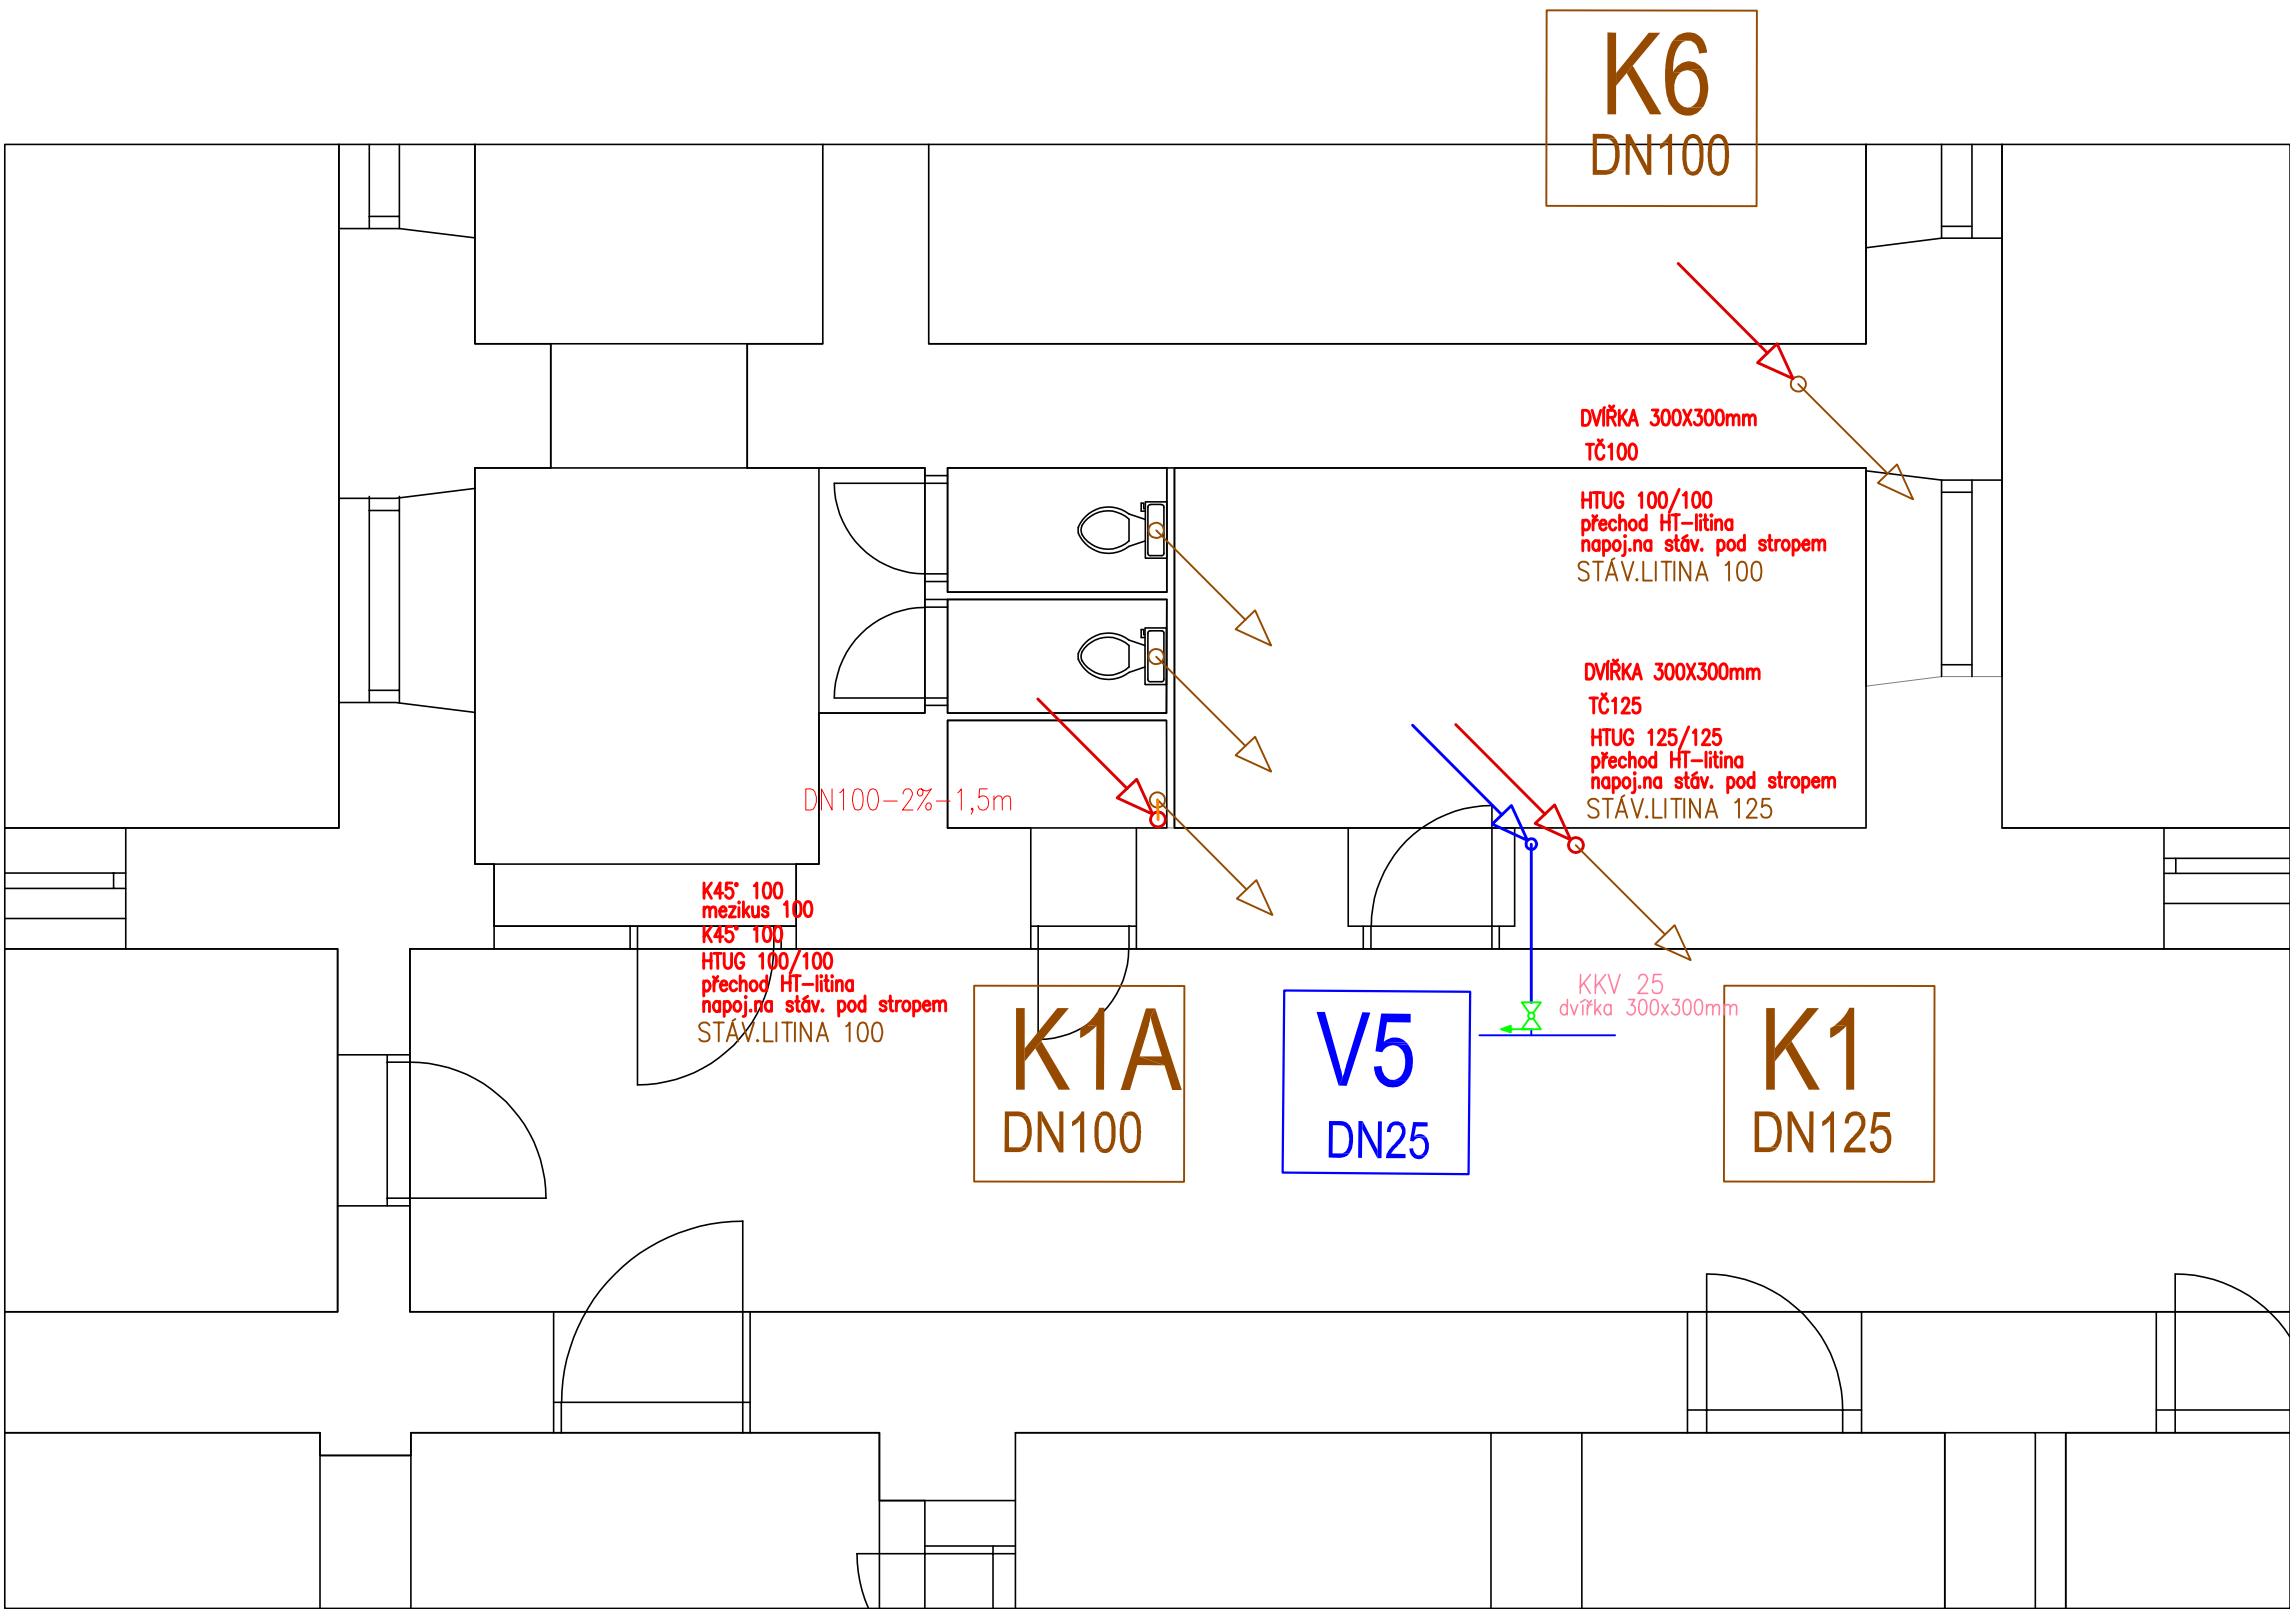 K6
DN100
DVÍŘKA 300X300mm
TČ100
HTUG 100/100
přechod HT-litina
napoj.na stáv. pod stropem
STÁV.LITINA 100
DVÍŘKA 300X300mm
TČ125
HTUG 125/125
přechod HT-litina
napoj.na stáv. pod stropem
STÁV.LITINA 125
DN100-2%-1,5m
K45° 100
mezikus 100
K45° 100
HTUG 100/100
přechod HT-litina
napoj.na stáv. pod stropem
STÁV.LITINA 100
K1A
DN100
V5
DN25
KKV 25
dvířka 300x300mm
K1
DN125